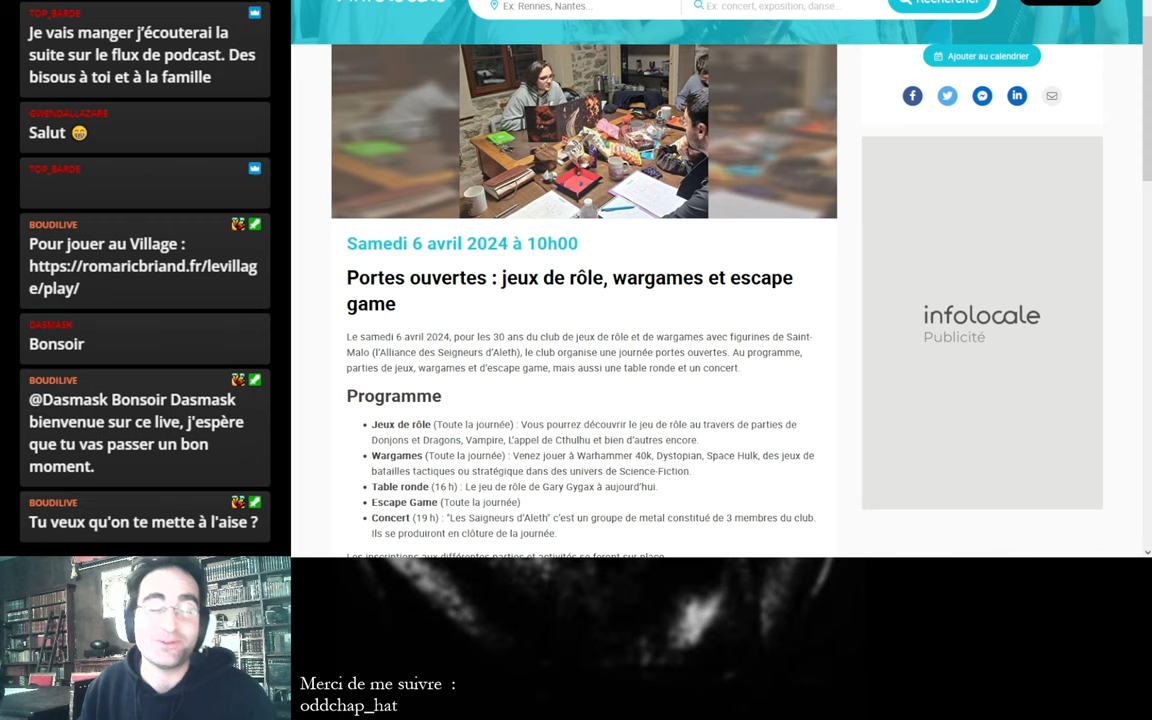 TOP_BARDE
Je vais manger j'écouterai la
suite sur le flux de podcast. Des
bisous à toi et à la famille
GWENDALLAZARE
Salut
TOP_BARDE
BOUDILIVE
Pour jouer au Village :
https://romaricbriand.fr/levillag
e/play/
DASMASK
Bonsoir
BOUDILIVE
@Dasmask Bonsoir Dasmask
bienvenue sur ce live, j'espère
que tu vas passer un bon
moment.
BOUDILIVE
Tu veux qu'on te mette à l'aise ?
infolocale
Ex: Rennes, Nantes...
Ex: concert, exposition, danse...
Rechercher
Ajouter au calendrier
Samedi 6 avril 2024 à 10h00
Portes ouvertes : jeux de rôle, wargames et escape
game
Le samedi 6 avril 2024, pour les 30 ans du club de jeux de rôle et de wargames avec figurines de Saint-
Malo (l'Alliance des Seigneurs d'Aleth), le club organise une journée portes ouvertes. Au programme,
parties de jeux, wargames et d'escape game, mais aussi une table ronde et un concert.
Programme
• Jeux de rôle (Toute la journée) : Vous pourrez découvrir le jeu de rôle au travers de parties de
Donjons et Dragons, Vampire, L'appel de Cthulhu et bien d'autres encore.
• Wargames (Toute la journée) : Venez jouer à Warhammer 40k, Dystopian, Space Hulk, des jeux de
batailles tactiques ou stratégique dans des univers de Science-Fiction.
• Table ronde (16 h) : Le jeu de rôle de Gary Gygax à aujourd'hui.
• Escape Game (Toute la journée)
• Concert (19 h) : "Les Saigneurs d'Aleth" c'est un groupe de metal constitué de 3 membres du club.
Ils se produiront en clôture de la journée.
Les inscriptions aux différentes parties et activités se feront sur place
infolocale
Publicité
Merci de me suivre :
oddchap_hat